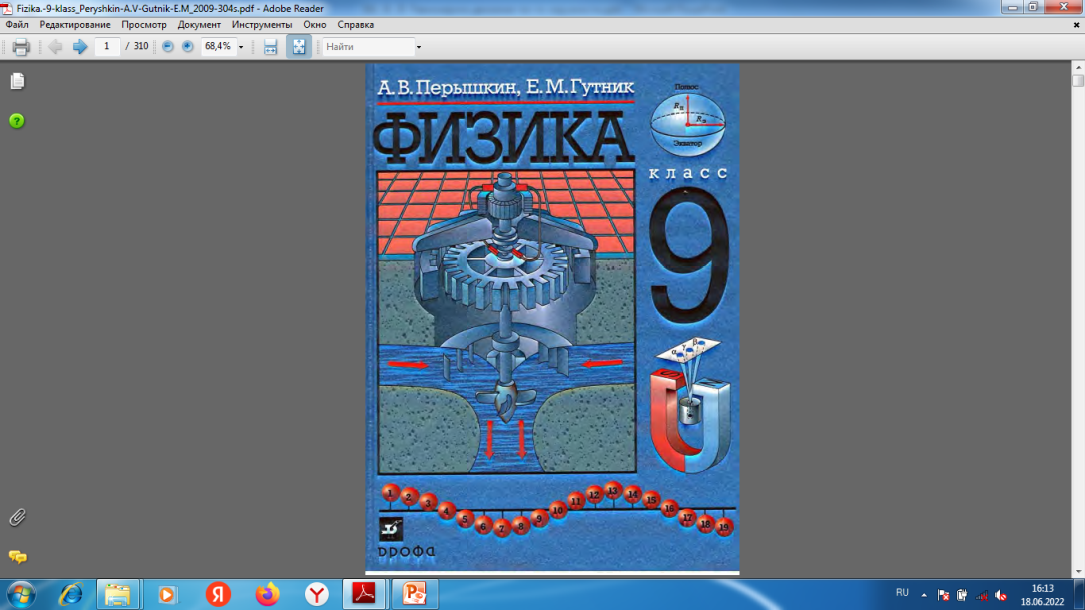 Fizika.-9-klass_Peryshkin-A.V-Gutnik-E.M_2009-304s.pdf - Adobe Reader
Файл Редактирование Просмотр Документ Инструменты Окно Справка
1 / 310 68,4% Найти
А. В. Перышкин, Е. М. Гутник
ФИЗИКА
Полюс
Rп
Rэ
Экватор
класс
9
α γ β
S N
1 2 3 4 5 6 7 8 9 10 11 12 13 14 15 16 17 18 19
дрофа
RU 16:13
18.06.2022